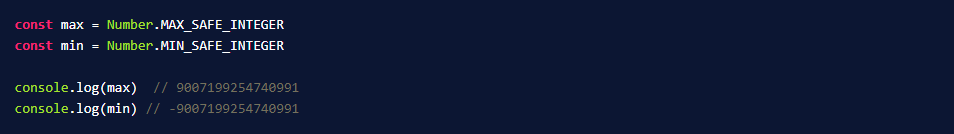 const max = Number.MAX_SAFE_INTEGER
const min = Number.MIN_SAFE_INTEGER
console.log(max)  // 9007199254740991
console.log(min) // -9007199254740991